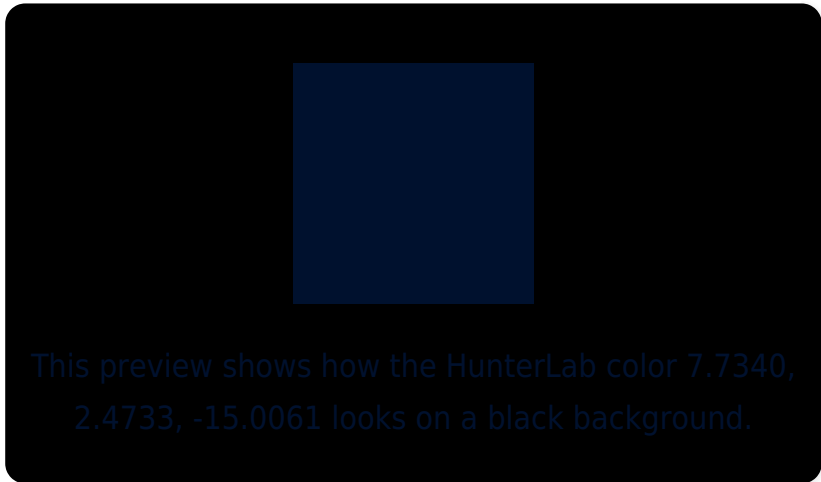 This preview shows how the HunterLab color 7.7340,
2.4733, -15.0061 looks on a black background.